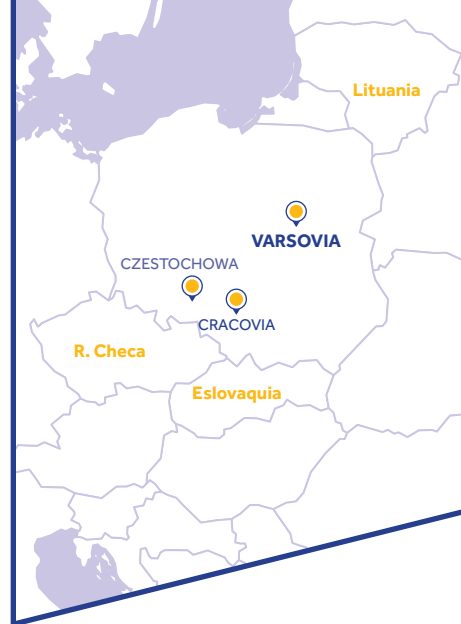 Lituania
VARSOVIA
CZESTOCHOWA
CRACOVIA
R. Checa
Eslovaquia